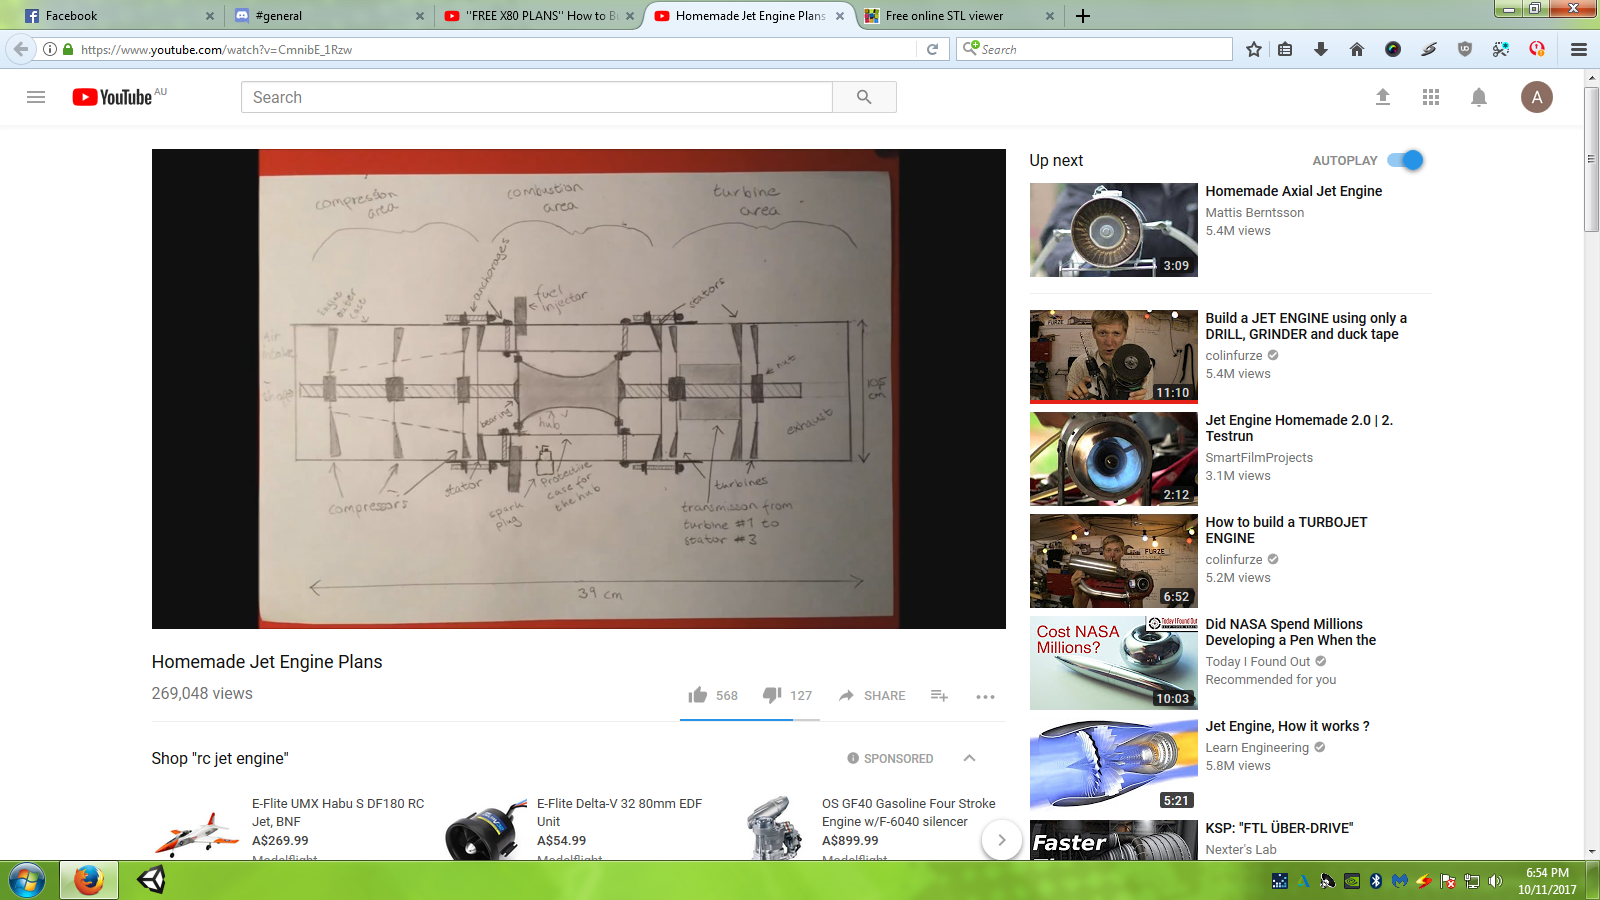 Facebook
#general
"FREE X80 PLANS" How to Bu
Homemade Jet Engine Plans
Free online STL viewer
https://www.youtube.com/watch?v=CmnibE_1Rzw
Search
YouTube AU
Search
A
compression area
combustion area
turbine area
anchorages
fuel injector
stators
outer case
nut
bearing
hub
exhaust
cm
compressors
stator
spark plug
protective case for the hub
turbines
transmisson from
turbine #1 to
stator #3
39 cm
Homemade Jet Engine Plans
269,048 views
568
127
SHARE
Shop "rc jet engine"
SPONSORED
E-Flite UMX Habu S DF180 RC
Jet, BNF
A$269.99
Modelflight
E-Flite Delta-V 32 80mm EDF
Unit
A$54.99
Modelflight
OS GF40 Gasoline Four Stroke
Engine w/F-6040 silencer
A$899.99
Modelflight
Up next
AUTOPLAY
3:09
Homemade Axial Jet Engine
Mattis Berntsson
5.4M views
FURZE
11:10
Build a JET ENGINE using only a
DRILL, GRINDER and duck tape
colinfurze
5.4M views
2:12
Jet Engine Homemade 2.0 | 2.
Testrun
SmartFilmProjects
3.1M views
FURZE
6:52
How to build a TURBOJET
ENGINE
colinfurze
5.2M views
Cost NASA
Millions?
Today I Found Out
10:03
Did NASA Spend Millions
Developing a Pen When the
Today I Found Out
Recommended for you
5:21
Jet Engine, How it works ?
Learn Engineering
5.8M views
Faster
KSP: "FTL ÜBER-DRIVE"
Nexter's Lab
6:54 PM
10/11/2017